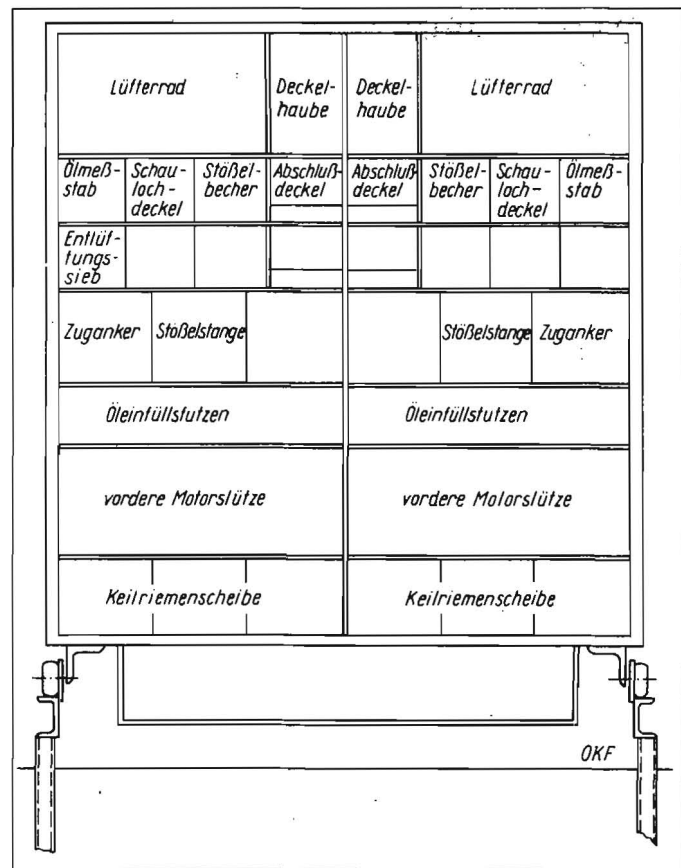 Lüfterrad
Deckel-
haube
Deckel-
haube
Lüfterrad
Ölmeß-
stab
Schau-
loch-
deckel
Stößel-
becher
Abschluß-
deckel
Abschluß-
deckel
Stößel-
becher
Schau-
loch-
deckel
Ölmeß-
stab
Entlüf-
tungs-
sieb
Zuganker
Stößelstange
Stößelstange
Zuganker
Öleinfüllstutzen
Öleinfüllstutzen
vordere Motorstütze
vordere Motorstütze
Keilriemenscheibe
Keilriemenscheibe
OKF